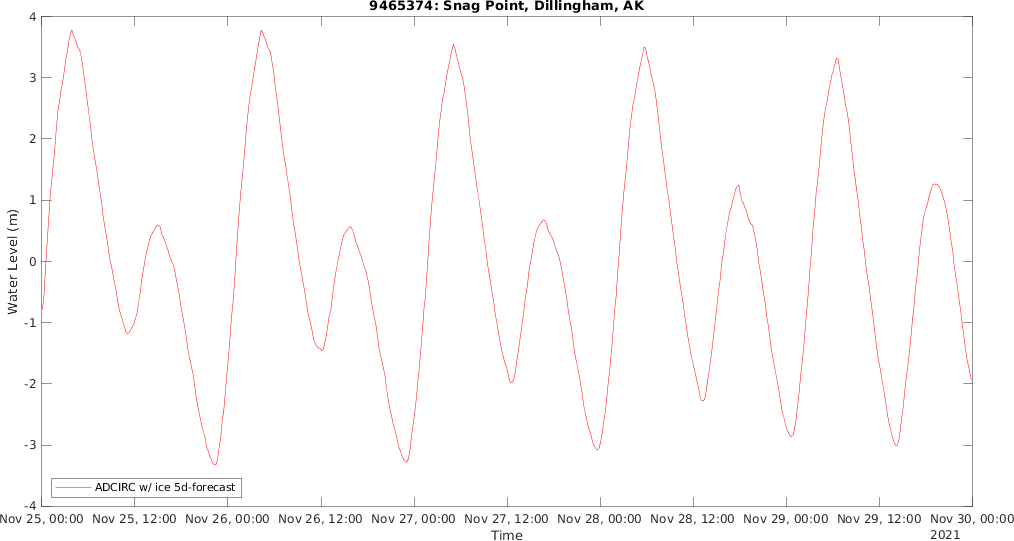 9465374: Snag Point, Dillingham, AK
4
3
2
1
0
-1
-2
-3
-4
Water Level (m)
ADCIRC w/ ice 5d-forecast
Nov 25, 00:00 Nov 25, 12:00 Nov 26, 00:00 Nov 26, 12:00 Nov 27, 00:00 Nov 27, 12:00 Nov 28, 00:00 Nov 28, 12:00 Nov 29, 00:00 Nov 29, 12:00 Nov 30, 00:00
Time
2021